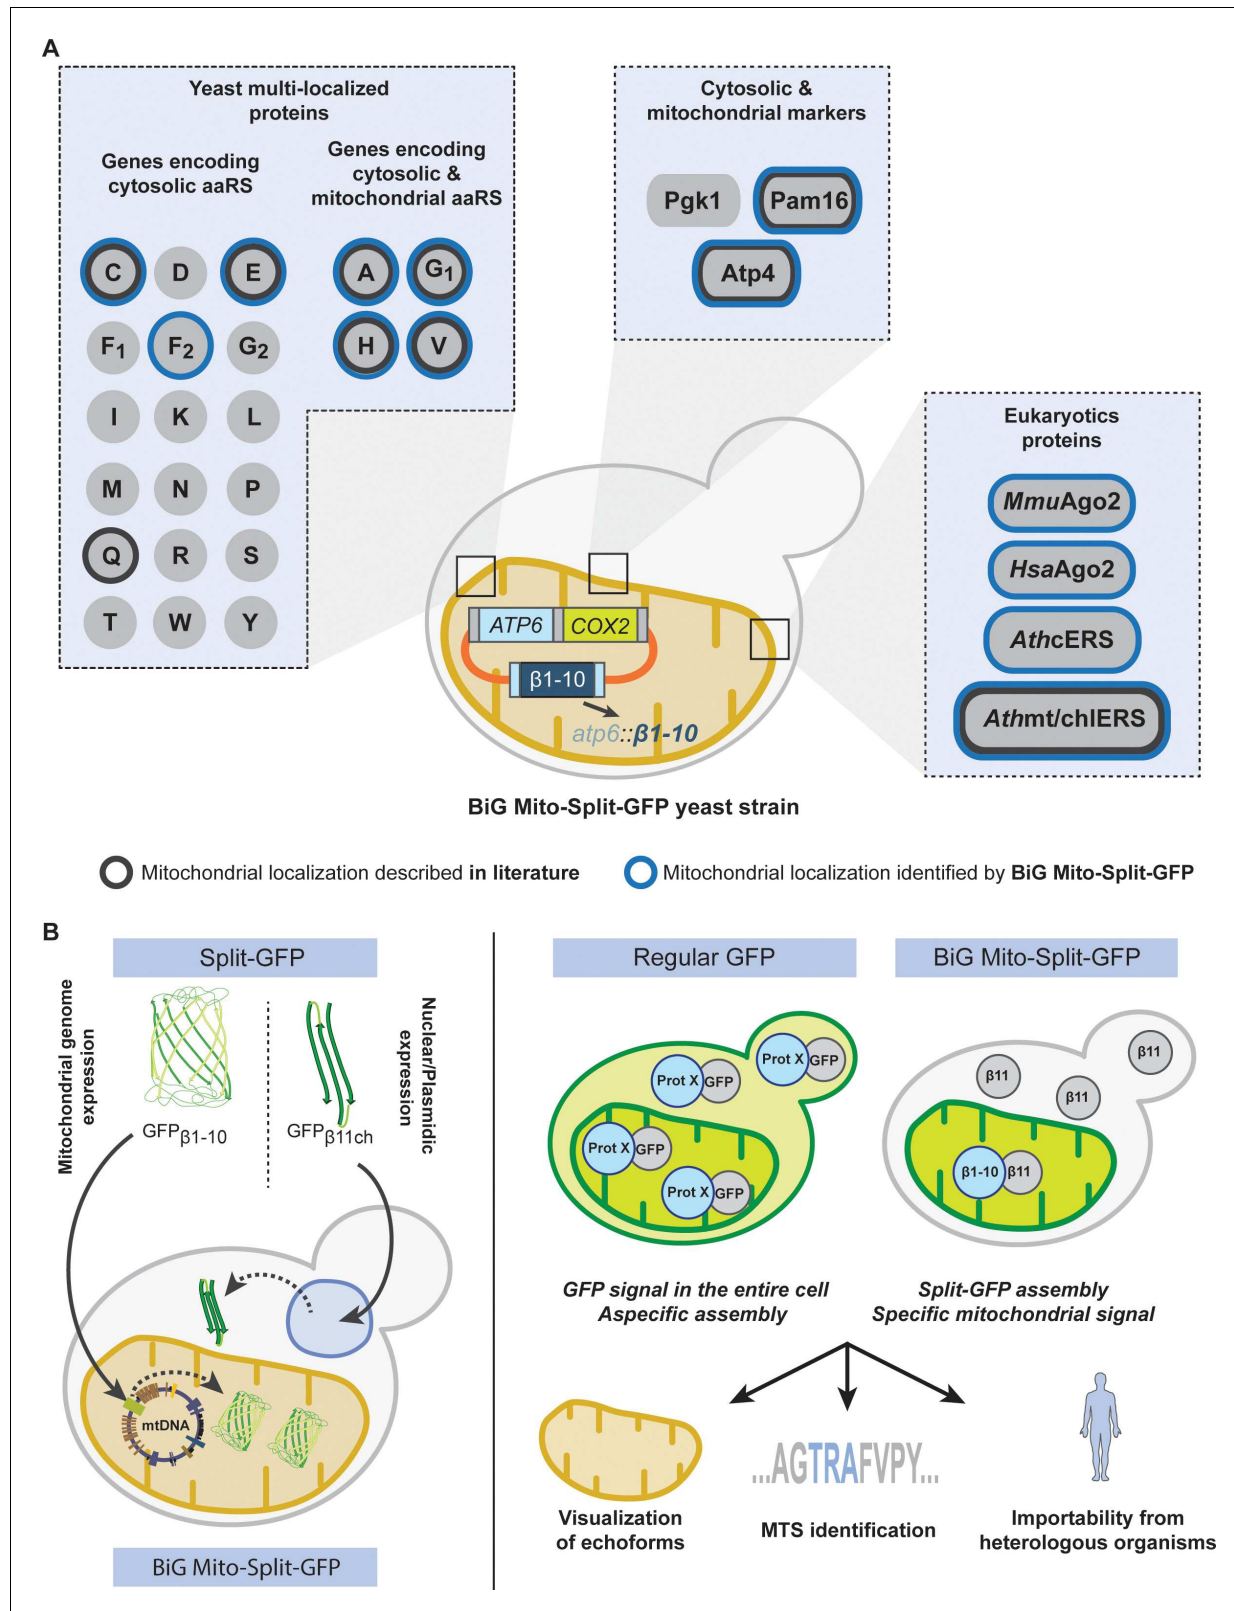 A
Yeast multi-localized
proteins
Genes encoding
cytosolic aaRS
Genes encoding
cytosolic &
mitochondrial aaRS
C D E
F1 F2 G2
I K L
M N P
Q R S
T W Y
A G1
H V
Cytosolic &
mitochondrial markers
Pgk1 Pam16
Atp4
Eukaryotics
proteins
MmuAgo2
HsaAgo2
AthcERS
Athmt/chlERS
ATP6 COX2
β1-10
atp6::β1-10
BiG Mito-Split-GFP yeast strain
Mitochondrial localization described in literature
Mitochondrial localization identified by BiG Mito-Split-GFP
B
Split-GFP
Mitochondrial genome
expression
Nuclear/Plasmidic
expression
GFPβ1-10
GFPβ11ch
mtDNA
BiG Mito-Split-GFP
Regular GFP
Prot X GFP
Prot X GFP
Prot X GFP
Prot X GFP
GFP signal in the entire cell
Aspecific assembly
BiG Mito-Split-GFP
β11
β11
β11
β1-10 β11
Split-GFP assembly
Specific mitochondrial signal
Visualization
of echoforms
...AGTRAFVPY...
MTS identification
Importability from
heterologous organisms